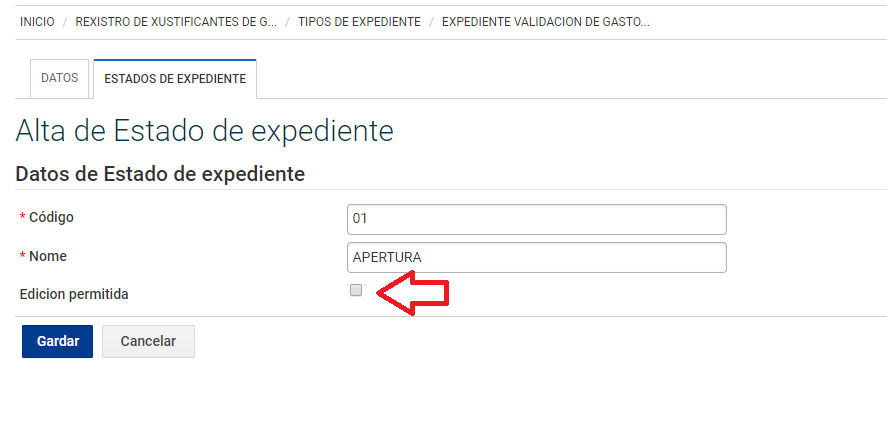 INICIO / REXISTRO DE XUSTIFICANTES DE G... / TIPOS DE EXPEDIENTE / EXPEDIENTE VALIDACION DE GASTO...
DATOS ESTADOS DE EXPEDIENTE
Alta de Estado de expediente
Datos de Estado de expediente
* Código 01
* Nome APERTURA
Edicion permitida
Gardar Cancelar